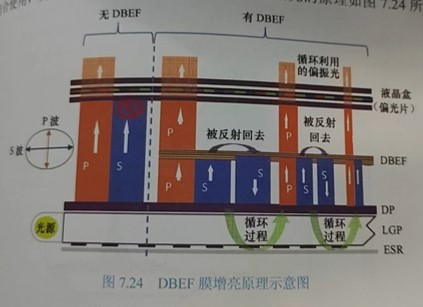 的原理如图 7.24 所
无 DBEF
有 DBEF
循环利用
的偏振光
液晶盒
(偏光片)
P 波
S 波
被反射回去
被反射
回去
DBEF
P
S
P
S
S
P
S
S
P
DP
光源
循环
过程
循环
过程
LGP
ESR
图 7.24 DBEF 膜增亮原理示意图